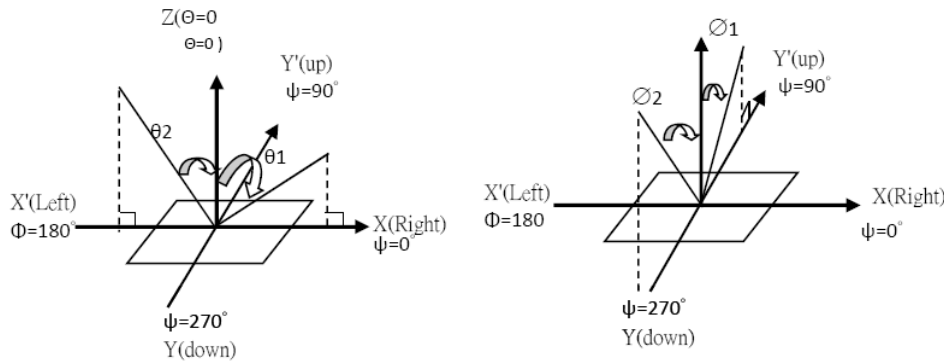 Z(Θ=0
Θ=0 )
Y'(up)
ψ=90°
θ2
θ1
X'(Left)
Φ=180°
X(Right)
ψ=0°
ψ=270°
Y(down)
∅1
∅2
Y'(up)
ψ=90°
X'(Left)
Φ=180
X(Right)
ψ=0°
ψ=270°
Y(down)